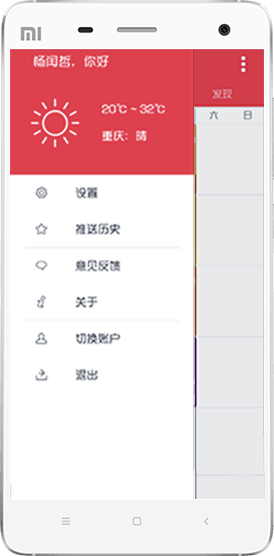 MI
杨闰哲，你好
20℃ ~ 32℃
重庆：晴
发现
六 日
设置
推送历史
意见反馈
关于
切换账户
退出